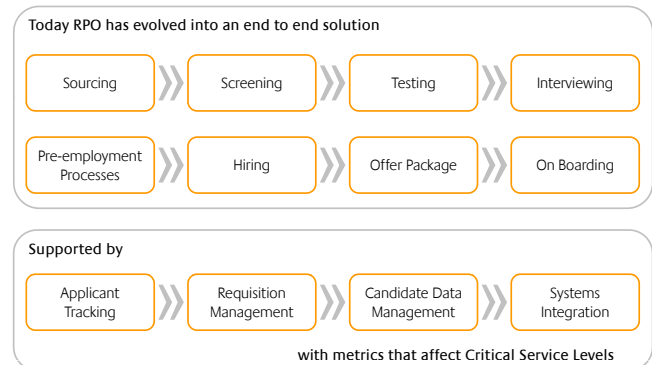 Today RPO has evolved into an end to end solution
Sourcing
Screening
Testing
Interviewing
Pre-employment
Processes
Hiring
Offer Package
On Boarding
Supported by
Applicant
Tracking
Requisition
Management
Candidate Data
Management
Systems
Integration
with metrics that affect Critical Service Levels